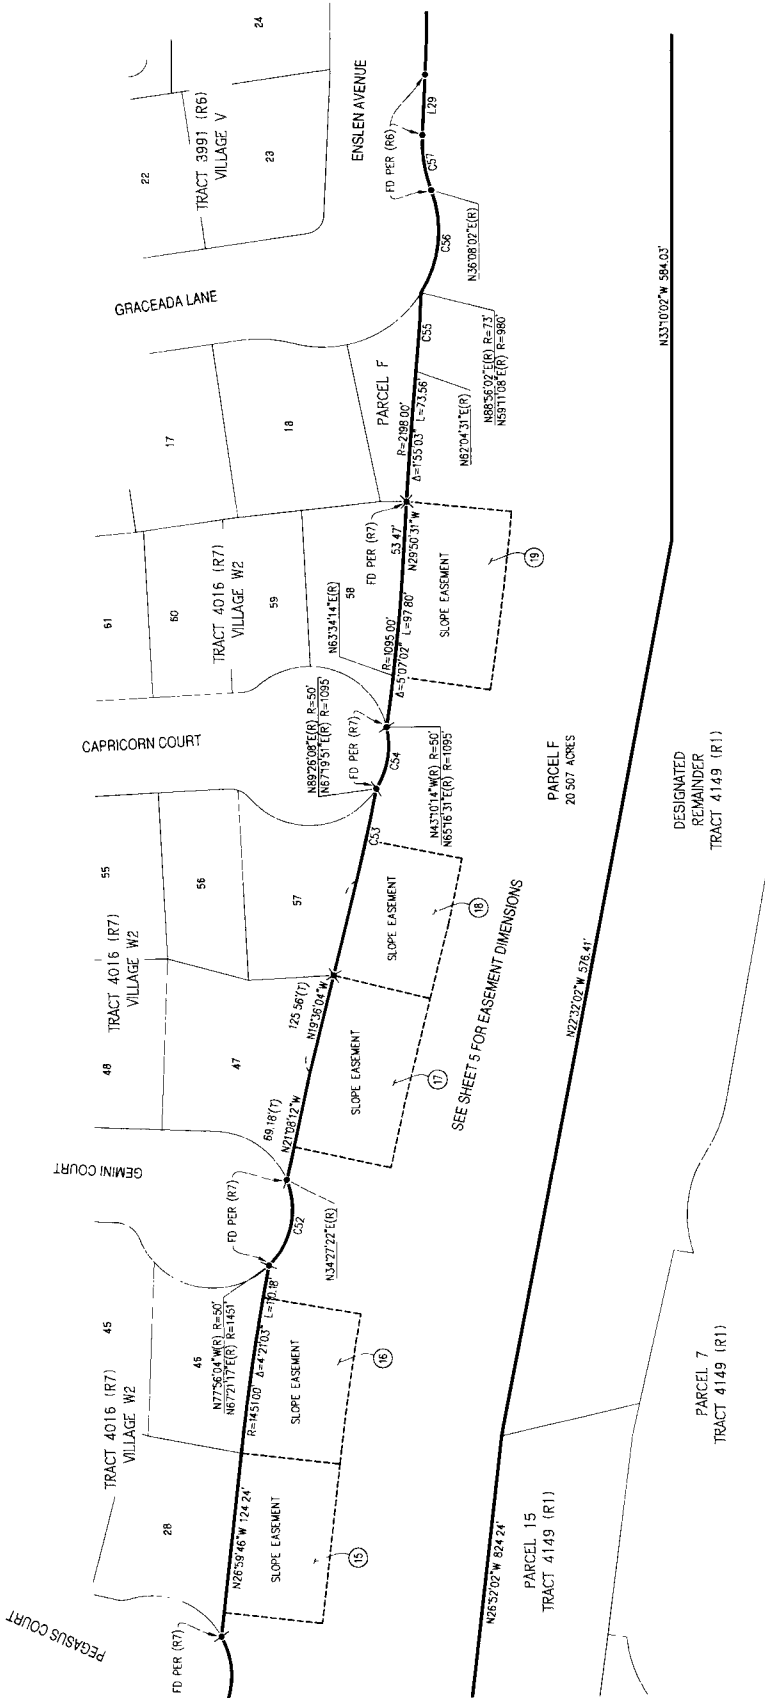 24
TRACT 3991 (R6)
VILLAGE V
22
23
ENSLEN AVENUE
GRACEADA LANE
FD PER (R6)
L29
C57
C56
N36°08'02"E(R)
C55
N88°56'02"E(R) R=73'
N59°11'08"E(R) R=980'
N62°04'31"E(R)
PARCEL F
R=2198.00'
Δ=1°55'03" L=73.56'
N33°10'02"W 584.03'
17
18
61
60
59
58
TRACT 4016 (R7)
VILLAGE W2
FD PER (R7)
53.47'
N29°50'31"W
N63°34'14"E(R)
R=1095.00'
Δ=5°07'02" L=97.80'
SLOPE EASEMENT
19
CAPRICORN COURT
N89°26'08"E(R) R=50'
N67°19'51"E(R) R=1095
FD PER (R7)
C54
N43°10'14"W(R) R=50'
N65°16'31"E(R) R=1095'
C53
PARCEL F
20.507 ACRES
DESIGNATED
REMAINDER
TRACT 4149 (R1)
55
56
57
TRACT 4016 (R7)
VILLAGE W2
SLOPE EASEMENT
18
125.56'(T)
N19°36'04"W
SLOPE EASEMENT
17
SEE SHEET 5 FOR EASEMENT DIMENSIONS
N22°32'02"W 576.41'
48
47
69.18'(T)
N21°08'12"W
GEMINI COURT
FD PER (R7)
C52
N34°27'22"E(R)
45
46
TRACT 4016 (R7)
VILLAGE W2
N77°56'04"W(R) R=50'
N67°21'17"E(R) R=1451'
R=1451.00' Δ=4°21'03" L=110.18'
SLOPE EASEMENT
16
PARCEL 7
TRACT 4149 (R1)
28
N26°59'46"W 124.24'
SLOPE EASEMENT
15
PARCEL 15
TRACT 4149 (R1)
N26°52'02"W 824.24'
PEGASUS COURT
FD PER (R7)